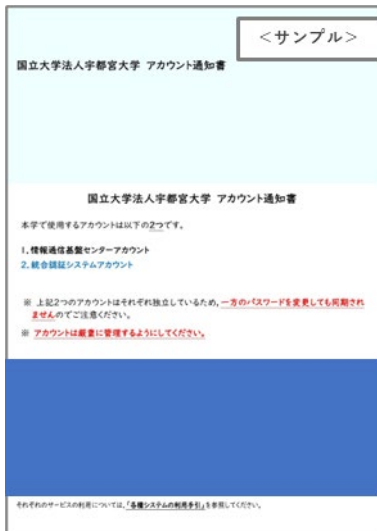 ＜サンプル＞
国立大学法人宇都宮大学 アカウント通知書
国立大学法人宇都宮大学 アカウント通知書
本学で使用するアカウントは以下の2つです。
1. 情報通信基盤センターアカウント
2. 統合認証システムアカウント
※ 上記2つのアカウントはそれぞれ独立しているため，一方のパスワードを変更しても同期され
ませんのでご注意ください。
※ アカウントは厳重に管理するようにしてください。
それぞれのサービスの利用については，「各種システムの利用手引」を参照してください。